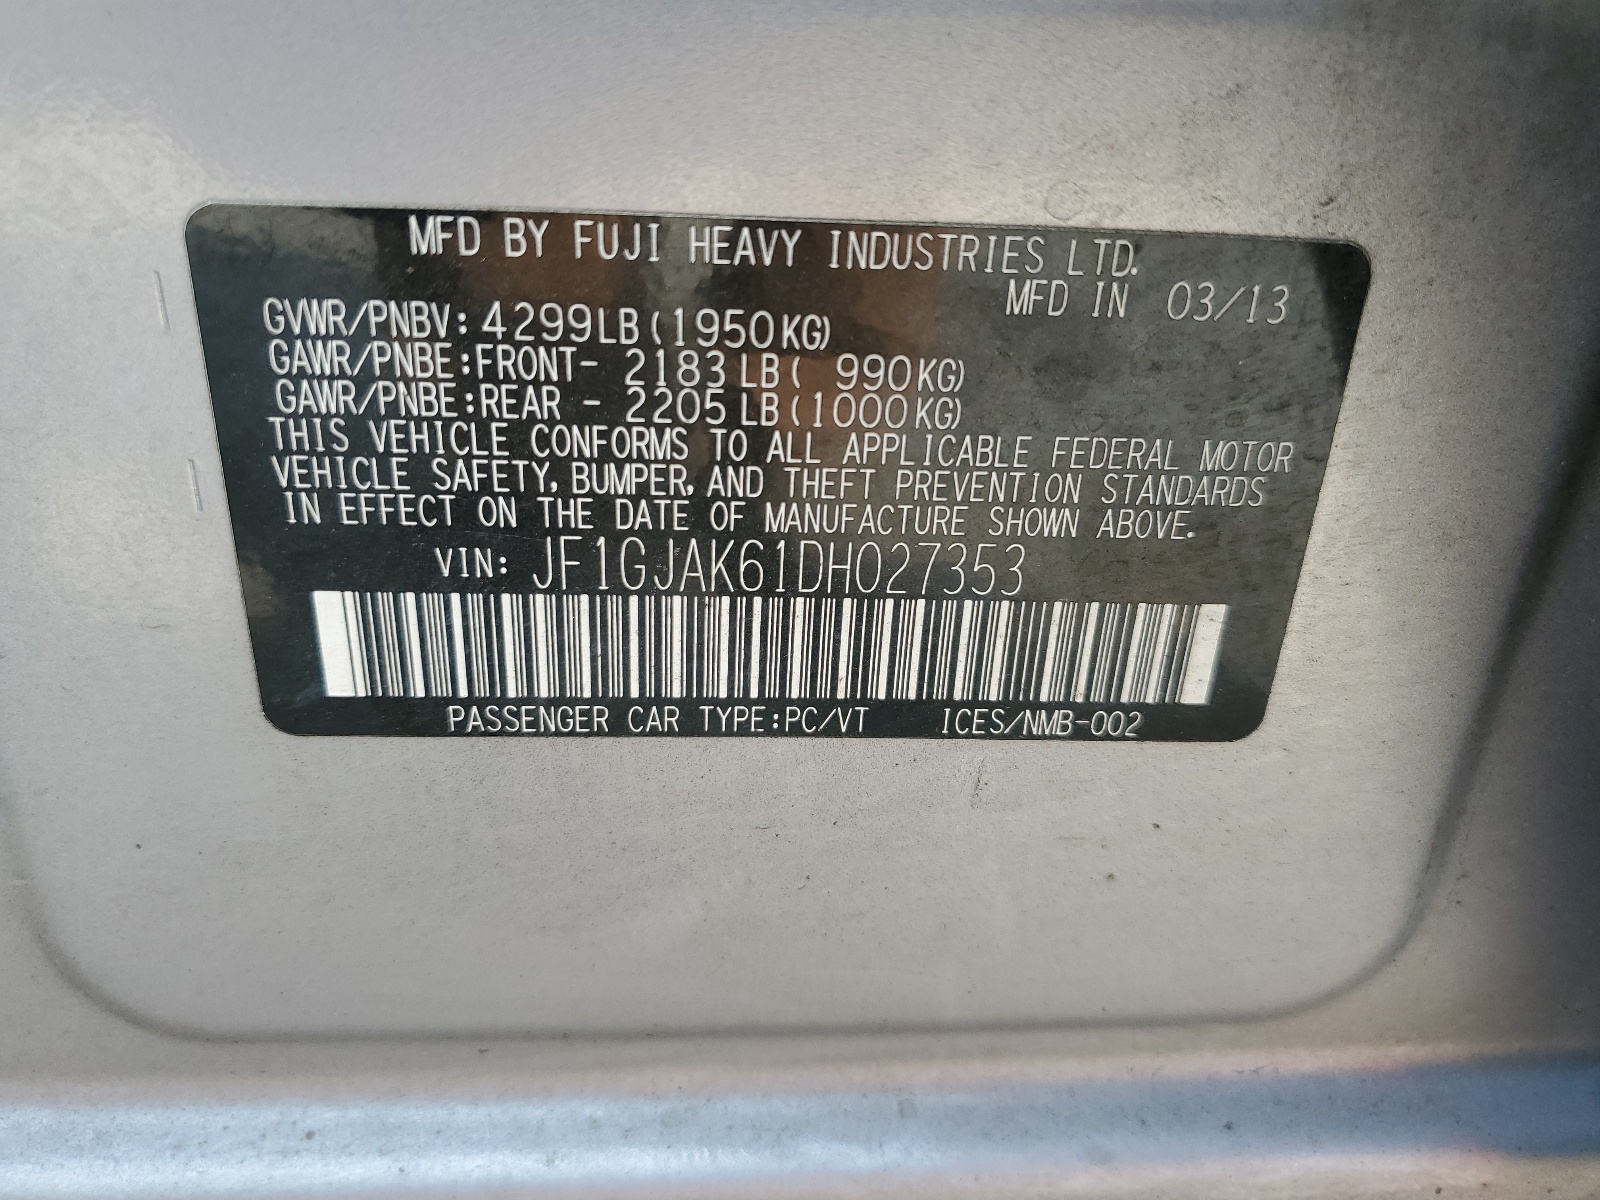 MFD BY FUJI HEAVY INDUSTRIES LTD.
MFD IN 03/13
GVWR/PNBV: 4299LB(1950KG)
GAWR/PNBE:FRONT- 2183LB( 990KG)
GAWR/PNBE:REAR - 2205LB(1000KG)
THIS VEHICLE CONFORMS TO ALL APPLICABLE FEDERAL MOTOR
VEHICLE SAFETY, BUMPER, AND THEFT PREVENTION STANDARDS
IN EFFECT ON THE DATE OF MANUFACTURE SHOWN ABOVE.
VIN: JF1GJAK61DH027353
PASSENGER CAR TYPE:PC/VT ICES/NMB-002